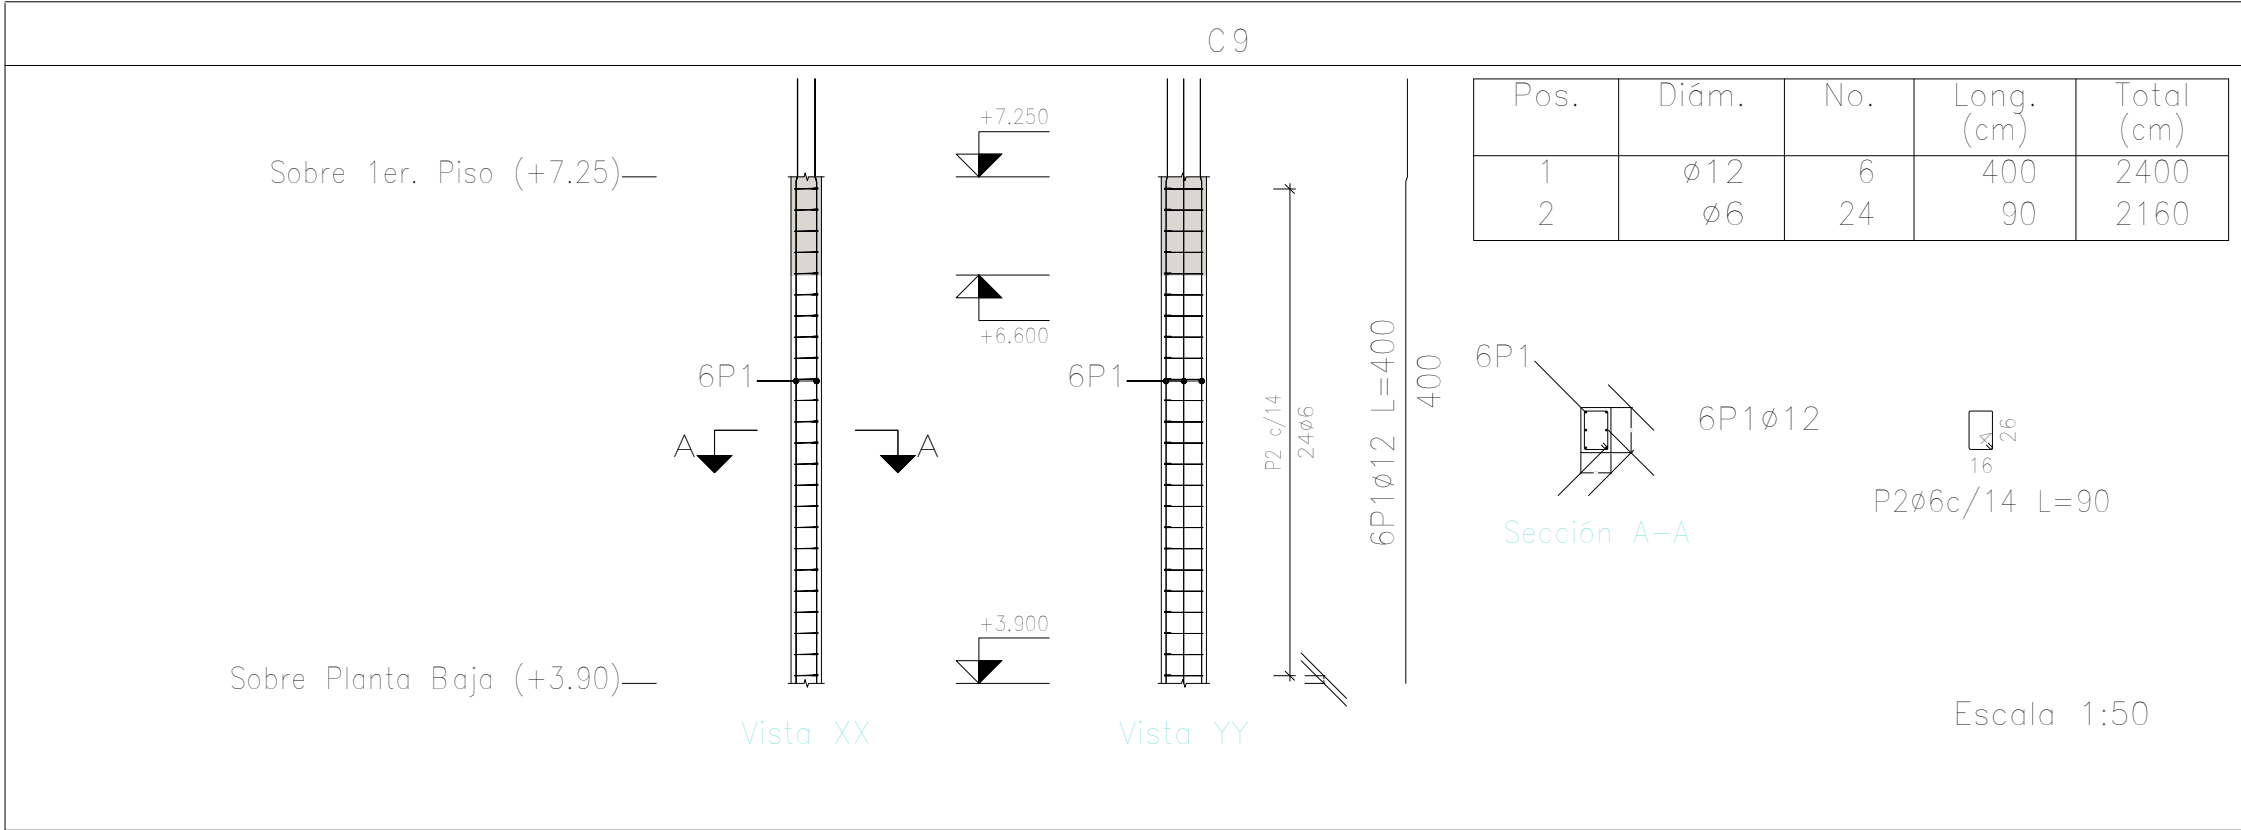 C9
Pos. Diám. No. Long. (cm) Total (cm)
1 ø12 6 400 2400
2 ø6 24 90 2160
+7.250
Sobre 1er. Piso (+7.25)
+6.600
6P1
6P1
A
A
P2 c/14
24ø6
6P1ø12 L=400
400
6P1
6P1ø12
Sección A-A
26
16
P2ø6c/14 L=90
+3.900
Sobre Planta Baja (+3.90)
Vista XX
Vista YY
Escala 1:50